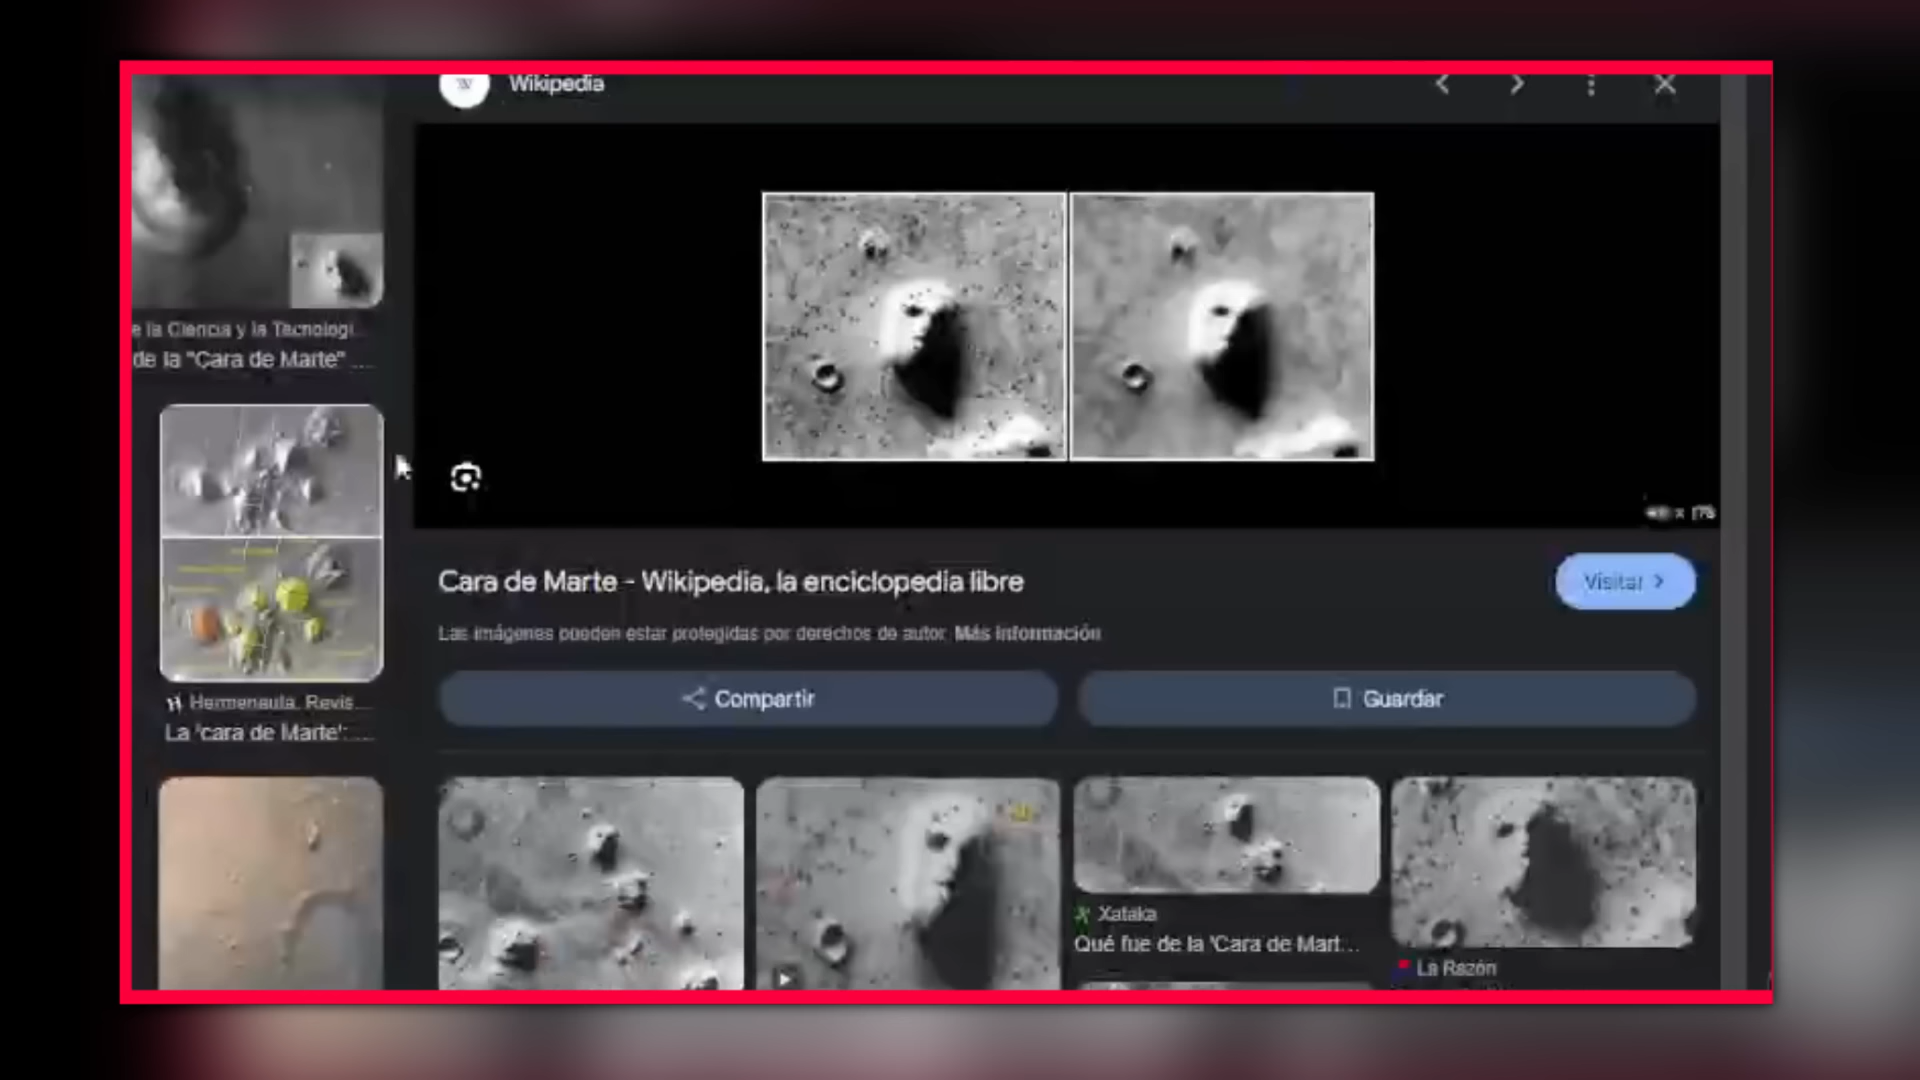 Wikipedia
e la Ciencia y la Tecnologí...
de la "Cara de Marte" ...
Cara de Marte - Wikipedia, la enciclopedia libre
Visitar
Las imágenes pueden estar protegidas por derechos de autor. Más información
Compartir
Guardar
Hermenauta. Revis...
La 'cara de Marte': ...
Xataka
Qué fue de la 'Cara de Mart...
La Razón